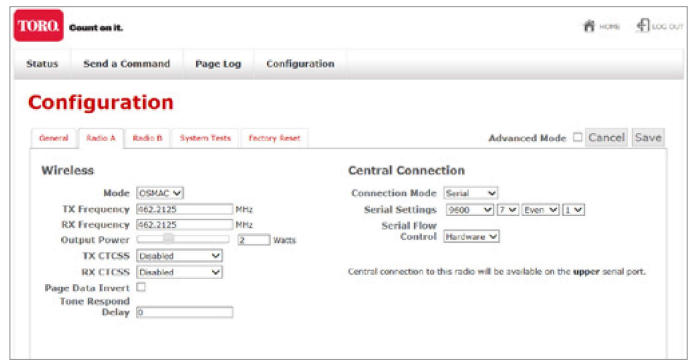 TORO. Count on it. HOME LOG OUT
Status Send a Command Page Log Configuration
Configuration
General Radio A Radio B System Tests Factory Reset Advanced Mode Cancel Save
Wireless
Mode OSMAC
TX Frequency 462.2125 MHz
RX Frequency 462.2125 MHz
Output Power 2 Watts
TX CTCSS Disabled
RX CTCSS Disabled
Page Data Invert
Tone Respond
Delay 0
Central Connection
Connection Mode Serial
Serial Settings 9600 7 Even 1
Serial Flow
Control Hardware
Central connection to this radio will be available on the upper serial port.